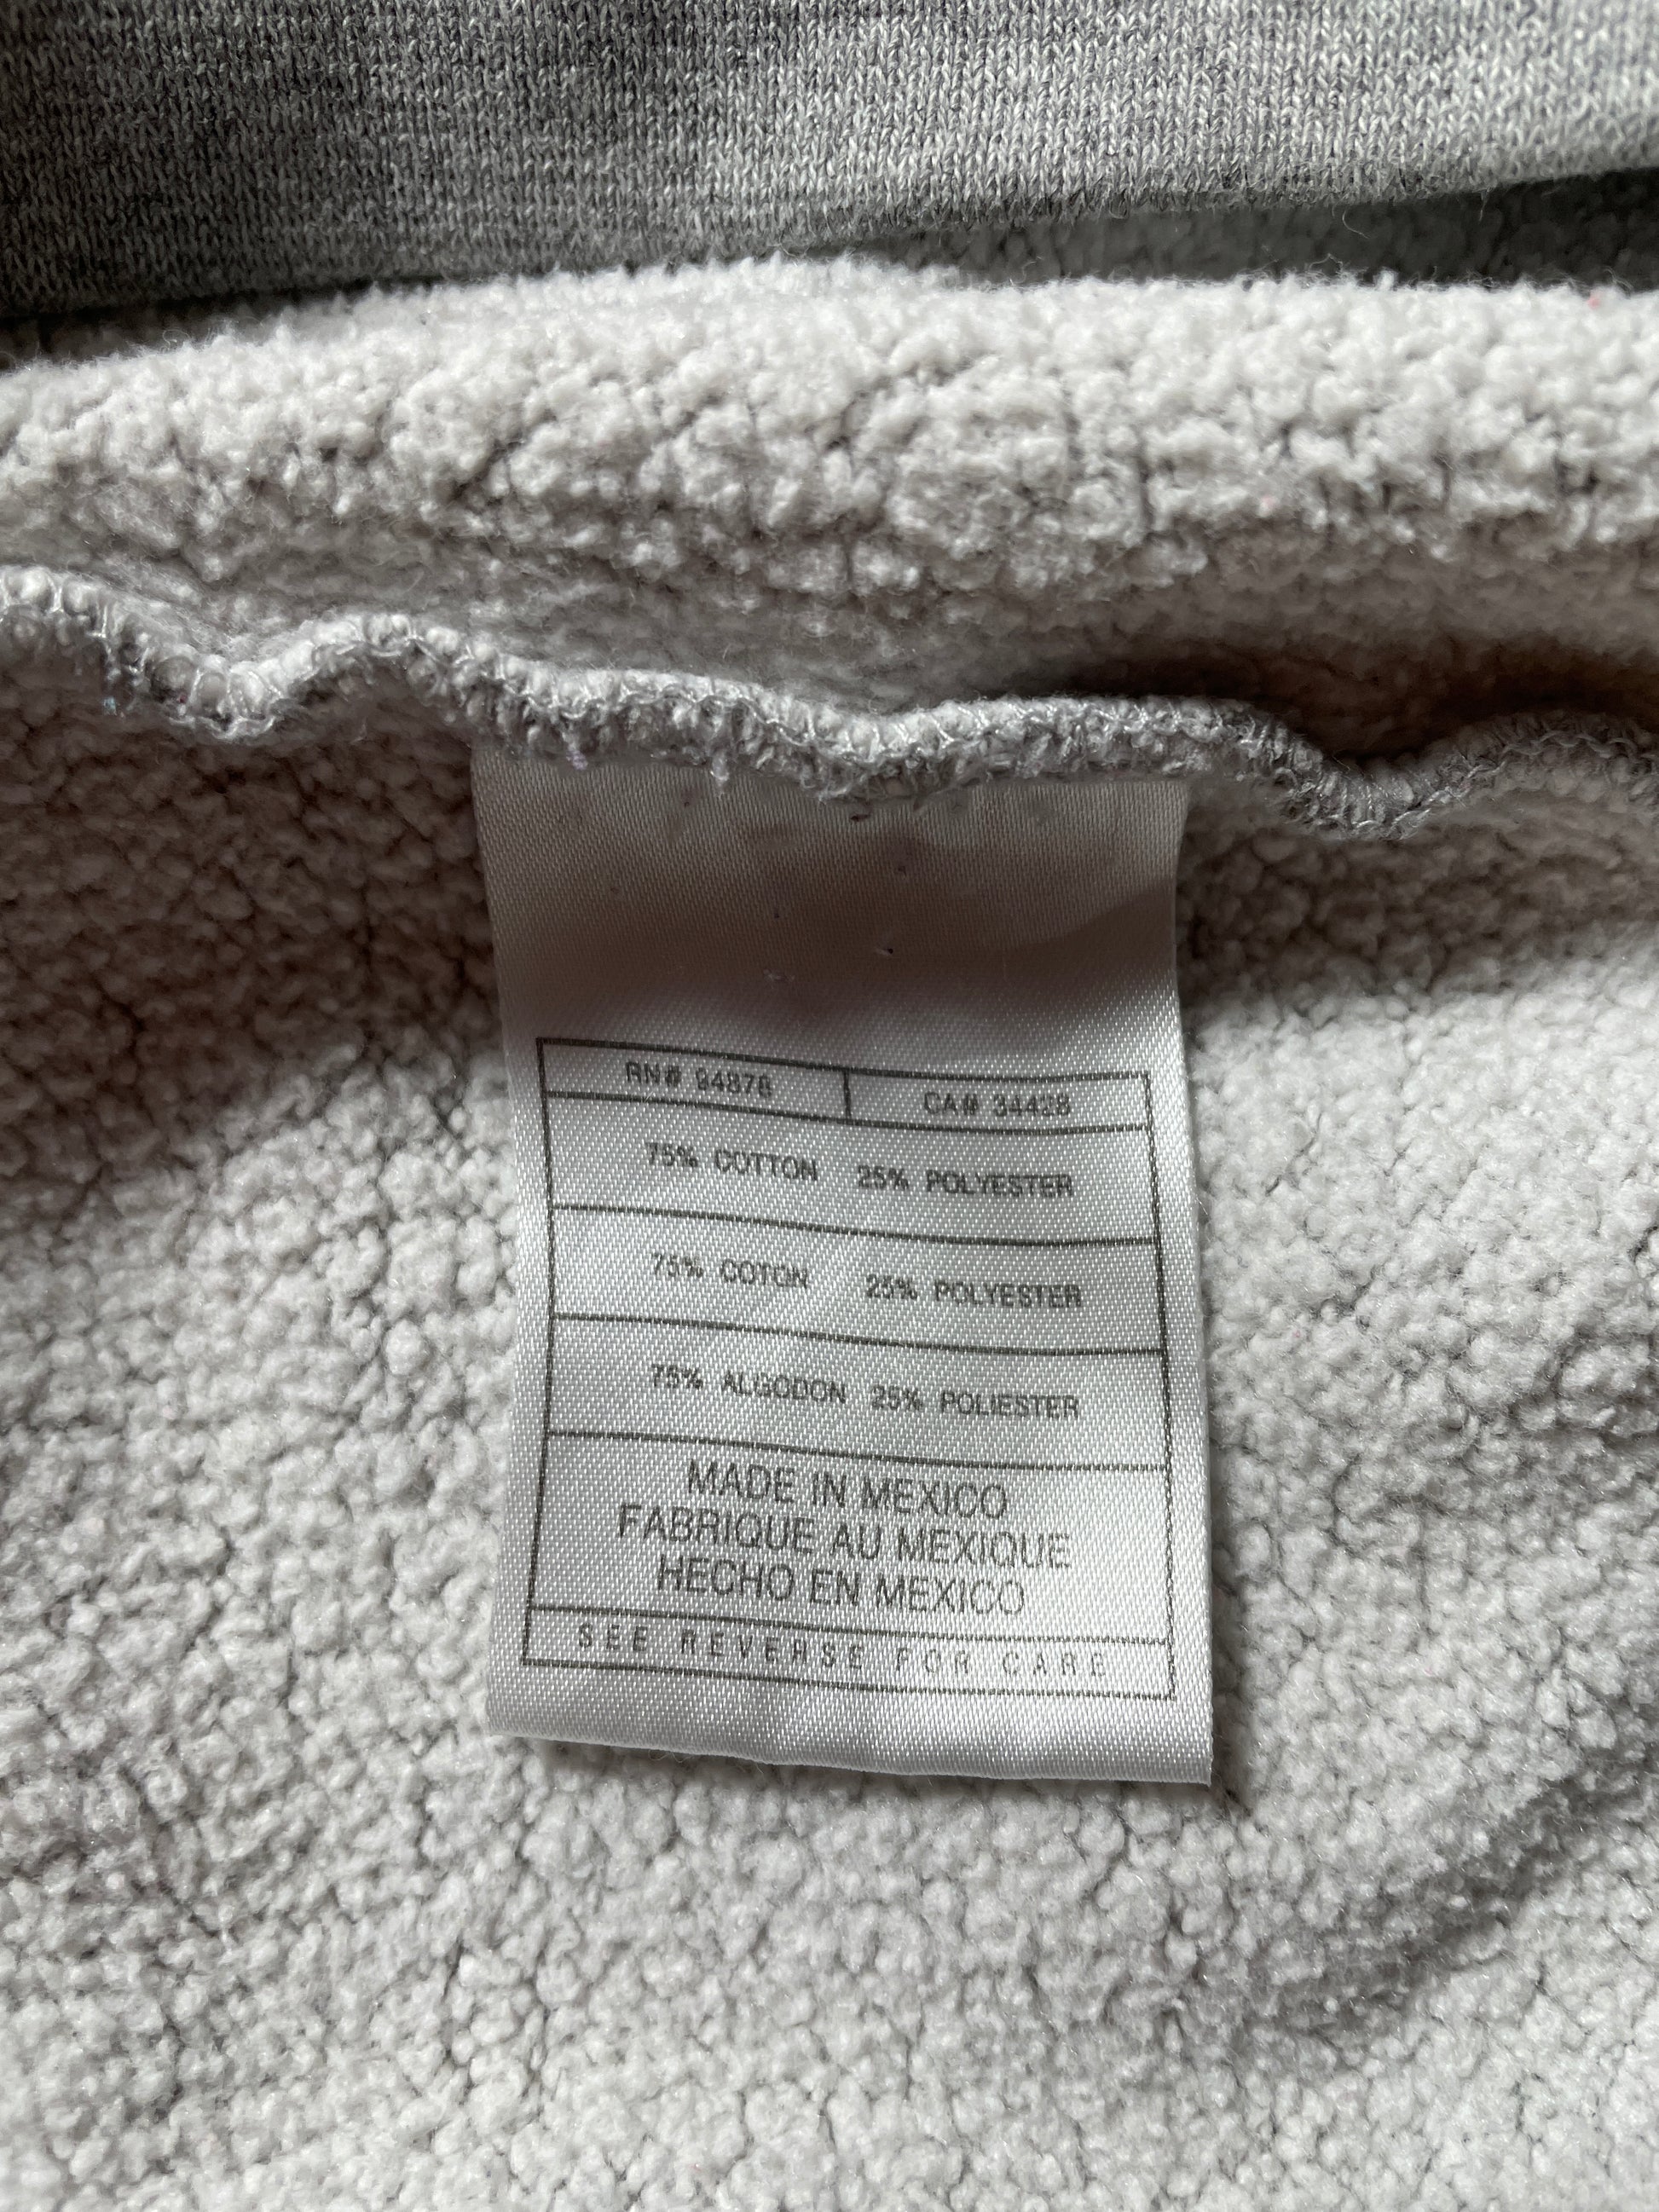 RN# 94878 CA# 34428
75% COTTON 25% POLYESTER
75% COTON 25% POLYESTER
75% ALGODON 25% POLIESTER
MADE IN MEXICO
FABRIQUE AU MEXIQUE
HECHO EN MEXICO
SEE REVERSE FOR CARE